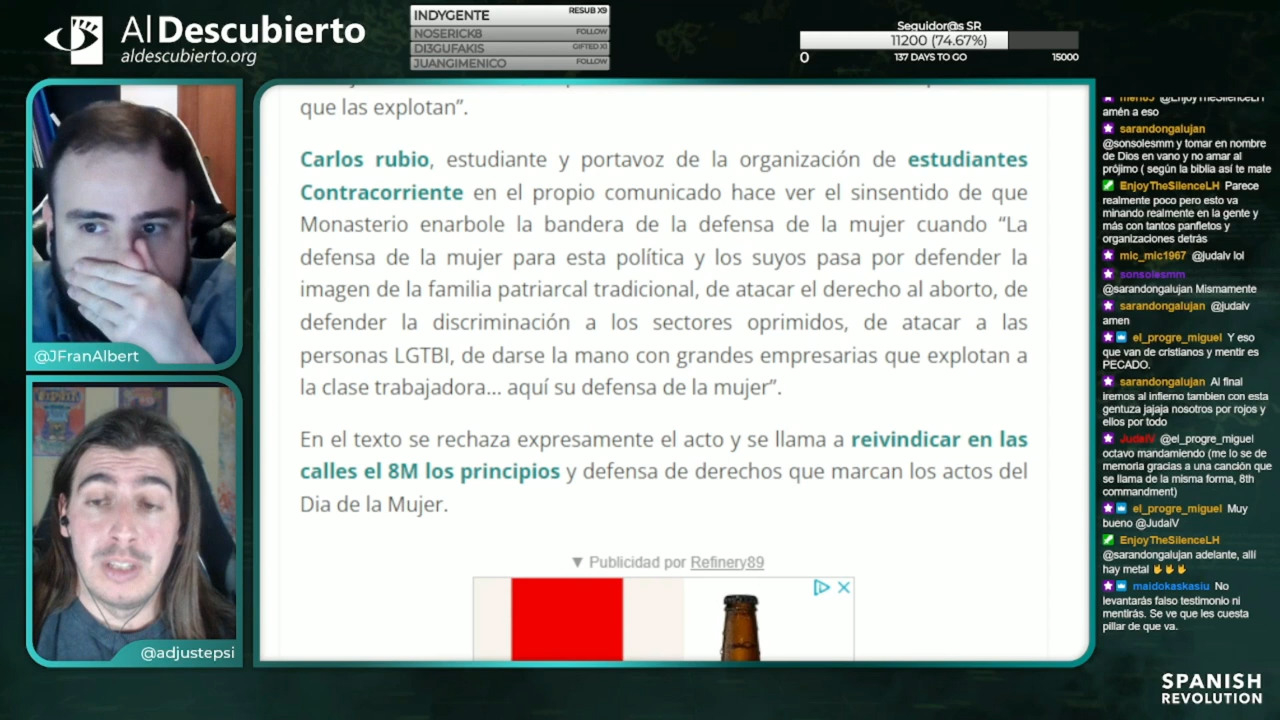 Al Descubierto
aldescubierto.org
INDYGENTE RESUB X9
NOSERICKB FOLLOW
DI3GUFAKIS GIFTED X1
JUANGIMENICO FOLLOW
Seguidor@s SR
11200 (74.67%)
0 137 DAYS TO GO 15000
@JFranAlbert
@adjustepsi
que las explotan”.
Carlos rubio, estudiante y portavoz de la organización de estudiantes
Contracorriente en el propio comunicado hace ver el sinsentido de que
Monasterio enarbole la bandera de la defensa de la mujer cuando “La
defensa de la mujer para esta política y los suyos pasa por defender la
imagen de la familia patriarcal tradicional, de atacar el derecho al aborto, de
defender la discriminación a los sectores oprimidos, de atacar a las
personas LGTBI, de darse la mano con grandes empresarias que explotan a
la clase trabajadora... aquí su defensa de la mujer”.
En el texto se rechaza expresamente el acto y se llama a reivindicar en las
calles el 8M los principios y defensa de derechos que marcan los actos del
Dia de la Mujer.
▼ Publicidad por Refinery89
amén a eso
sarandongalujan
@sonsolesmm y tomar en nombre
de Dios en vano y no amar al
prójimo ( según la biblia así te mate
EnjoyTheSilenceLH Parece
realmente poco pero esto va
minando realmente en la gente y
más con tantos panfletos y
organizaciones detrás
mic_mic1967 @judaiv lol
sonsolesmm
@sarandongalujan Mismamente
sarandongalujan @judaiv
amen
el_progre_miguel Y eso
que van de cristianos y mentir es
PECADO.
sarandongalujan Al final
iremos al infierno tambien con esta
gentuza jajaja nosotros por rojos y
ellos por todo
JudaiV @el_progre_miguel
octavo mandamiendo (me lo se de
memoria gracias a una canción que
se llama de la misma forma, 8th
commandment)
el_progre_miguel Muy
bueno @JudaiV
EnjoyTheSilenceLH
@sarandongalujan adelante, allí
hay metal 🤘🤘🤘
maidokaskasiu No
levantarás falso testimonio ni
mentirás. Se ve que les cuesta
pillar de que va.
SPANISH
REVOLUTION